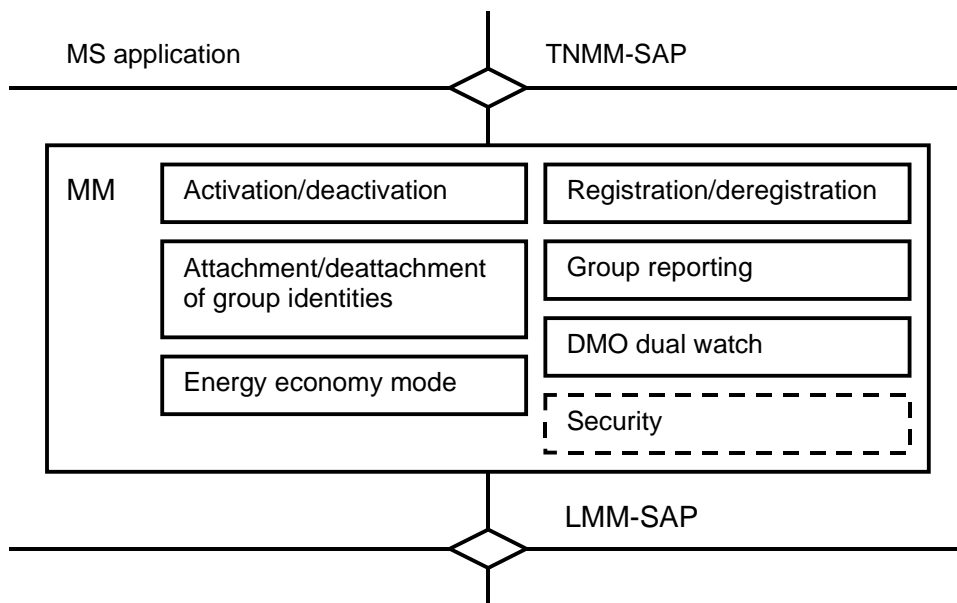 MS application
TNMM-SAP
MM
Activation/deactivation
Registration/deregistration
Attachment/deattachment
of group identities
Group reporting
DMO dual watch
Energy economy mode
Security
LMM-SAP